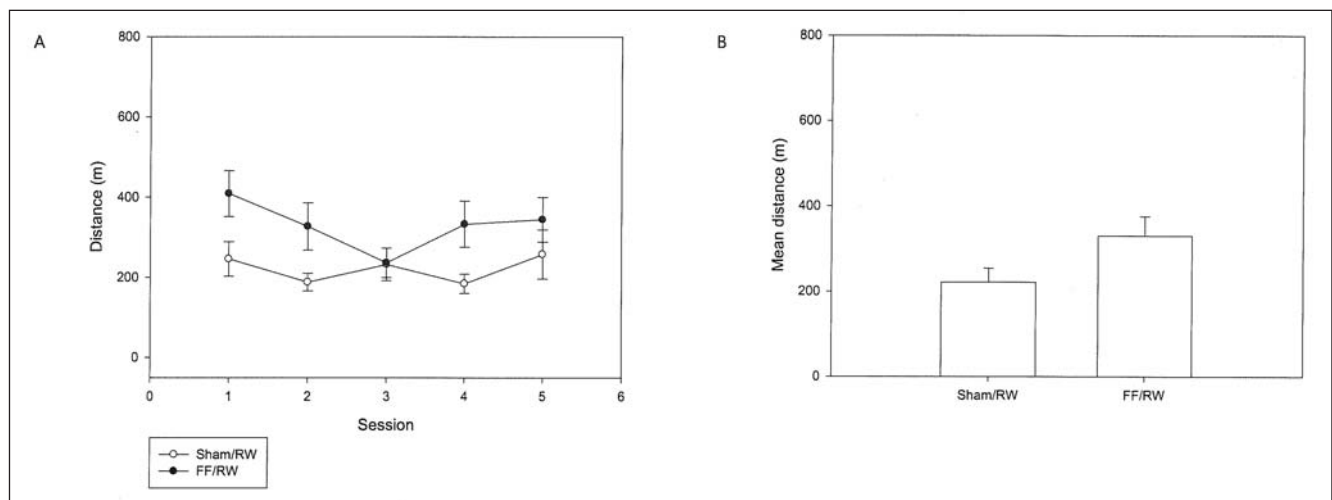 A
800
600
400
200
0
Distance (m)
0 1 2 3 4 5 6
Session
Sham/RW
FF/RW
B
800
600
400
200
0
Mean distance (m)
Sham/RW FF/RW